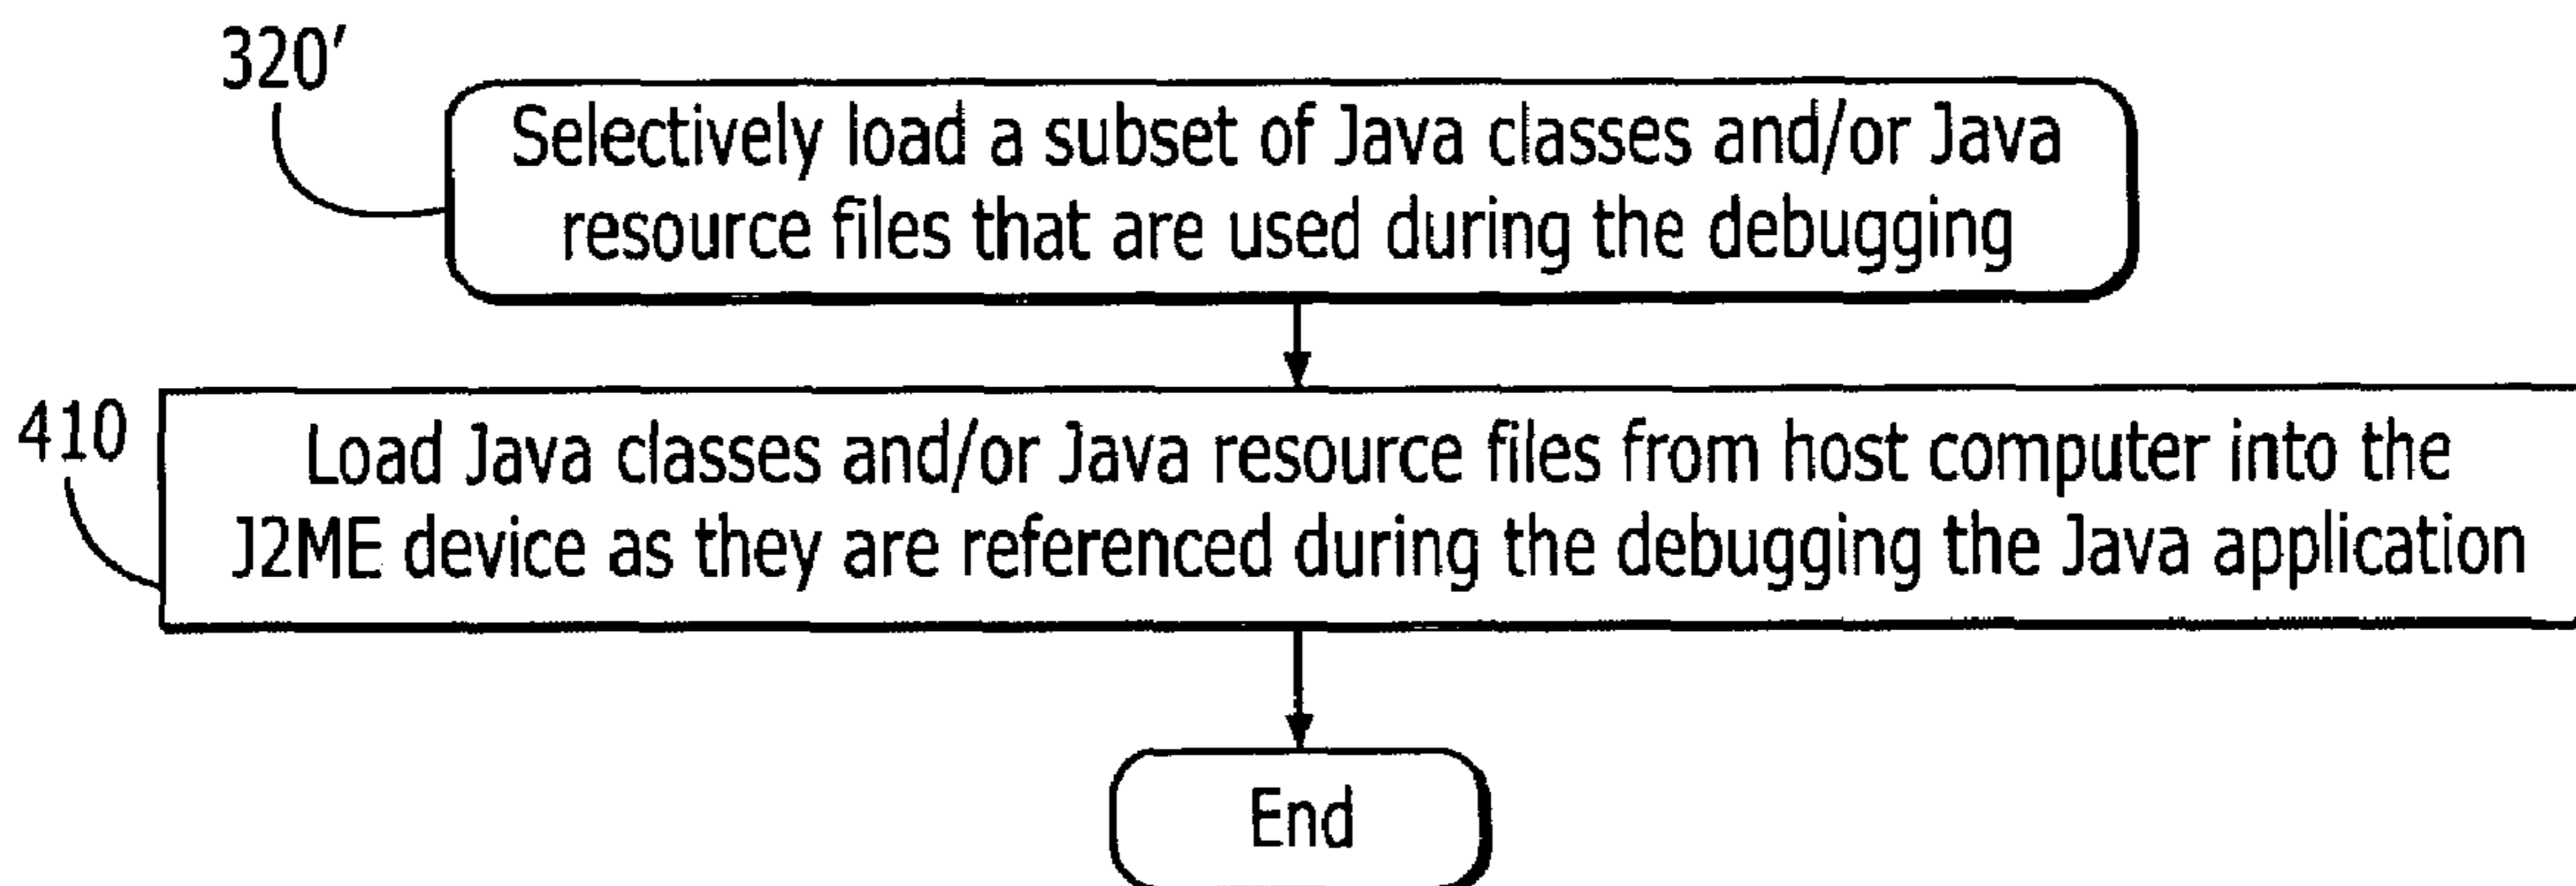 320'
Selectively load a subset of Java classes and/or Java
resource files that are used during the debugging
410
Load Java classes and/or Java resource files from host computer into the
J2ME device as they are referenced during the debugging the Java application
End